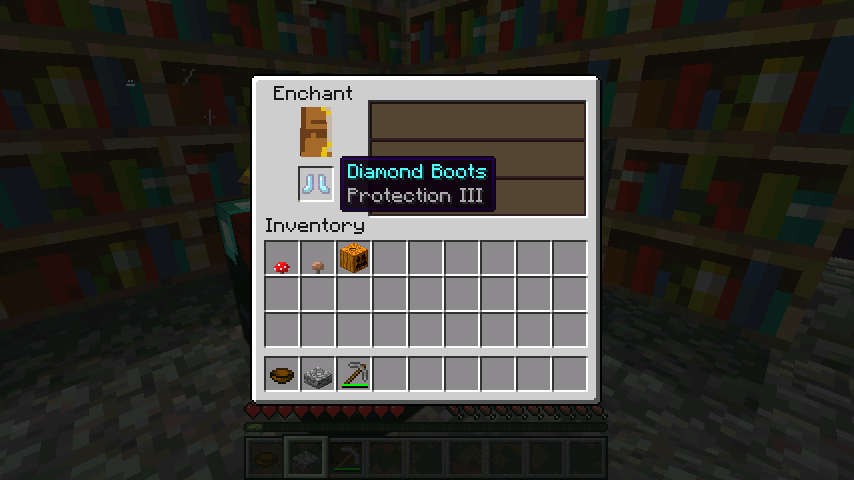 Enchant
Diamond Boots
Protection III
Inventory